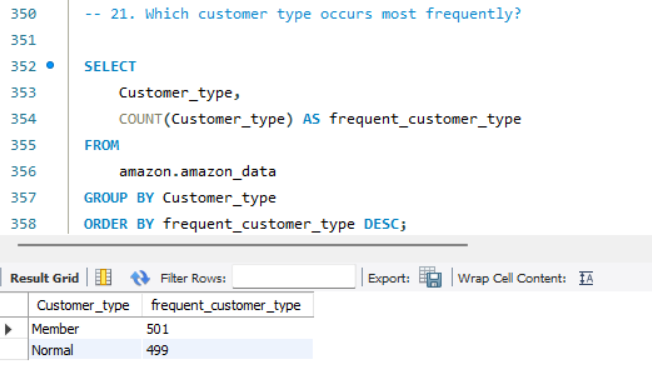 350 -- 21. Which customer type occurs most frequently?
351
352 SELECT
353 Customer_type,
354 COUNT(Customer_type) AS frequent_customer_type
355 FROM
356 amazon.amazon_data
357 GROUP BY Customer_type
358 ORDER BY frequent_customer_type DESC;
Result Grid Filter Rows: Export: Wrap Cell Content: IA
Customer_type frequent_customer_type
Member 501
Normal 499